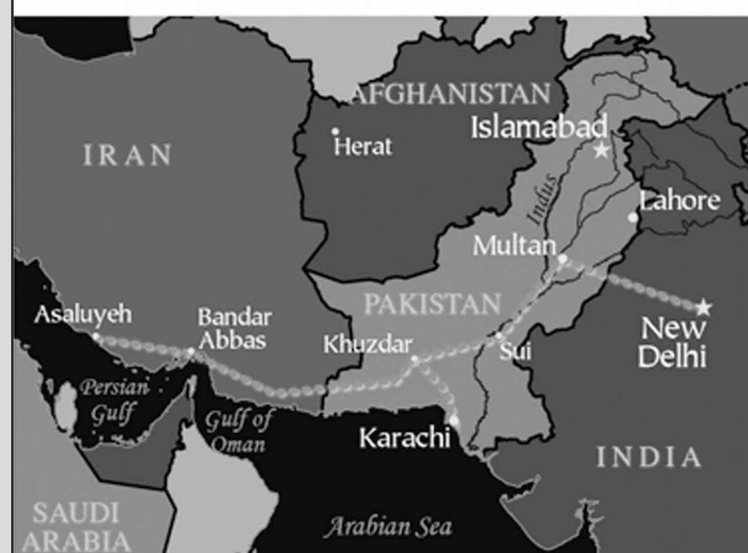 AFGHANISTAN
Islamabad
IRAN
Herat
Indus
Lahore
Multan
Asaluyeh
Bandar
Abbas
PAKISTAN
Khuzdar
Sui
New
Delhi
Persian
Gulf
Gulf of
Oman
Karachi
INDIA
SAUDI
ARABIA
Arabian Sea